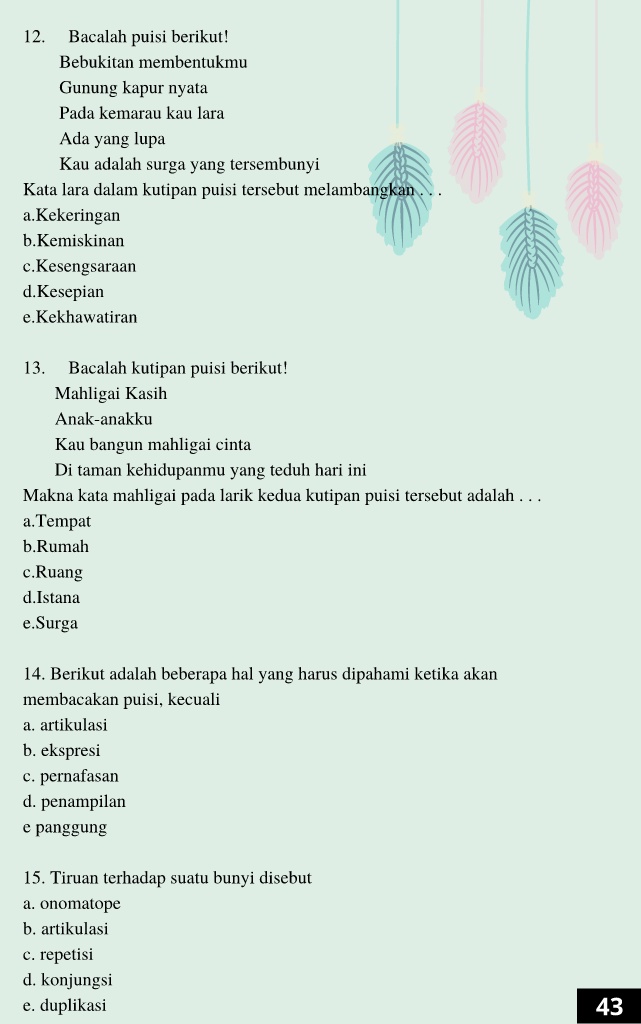 12. Bacalah puisi berikut!
Bebukitan membentukmu
Gunung kapur nyata
Pada kemarau kau lara
Ada yang lupa
Kau adalah surga yang tersembunyi
Kata lara dalam kutipan puisi tersebut melambangkan . . .
a.Kekeringan
b.Kemiskinan
c.Kesengsaraan
d.Kesepian
e.Kekhawatiran
13. Bacalah kutipan puisi berikut!
Mahligai Kasih
Anak-anakku
Kau bangun mahligai cinta
Di taman kehidupanmu yang teduh hari ini
Makna kata mahligai pada larik kedua kutipan puisi tersebut adalah . . .
a.Tempat
b.Rumah
c.Ruang
d.Istana
e.Surga
14. Berikut adalah beberapa hal yang harus dipahami ketika akan
membacakan puisi, kecuali
a. artikulasi
b. ekspresi
c. pernafasan
d. penampilan
e panggung
15. Tiruan terhadap suatu bunyi disebut
a. onomatope
b. artikulasi
c. repetisi
d. konjungsi
e. duplikasi
43